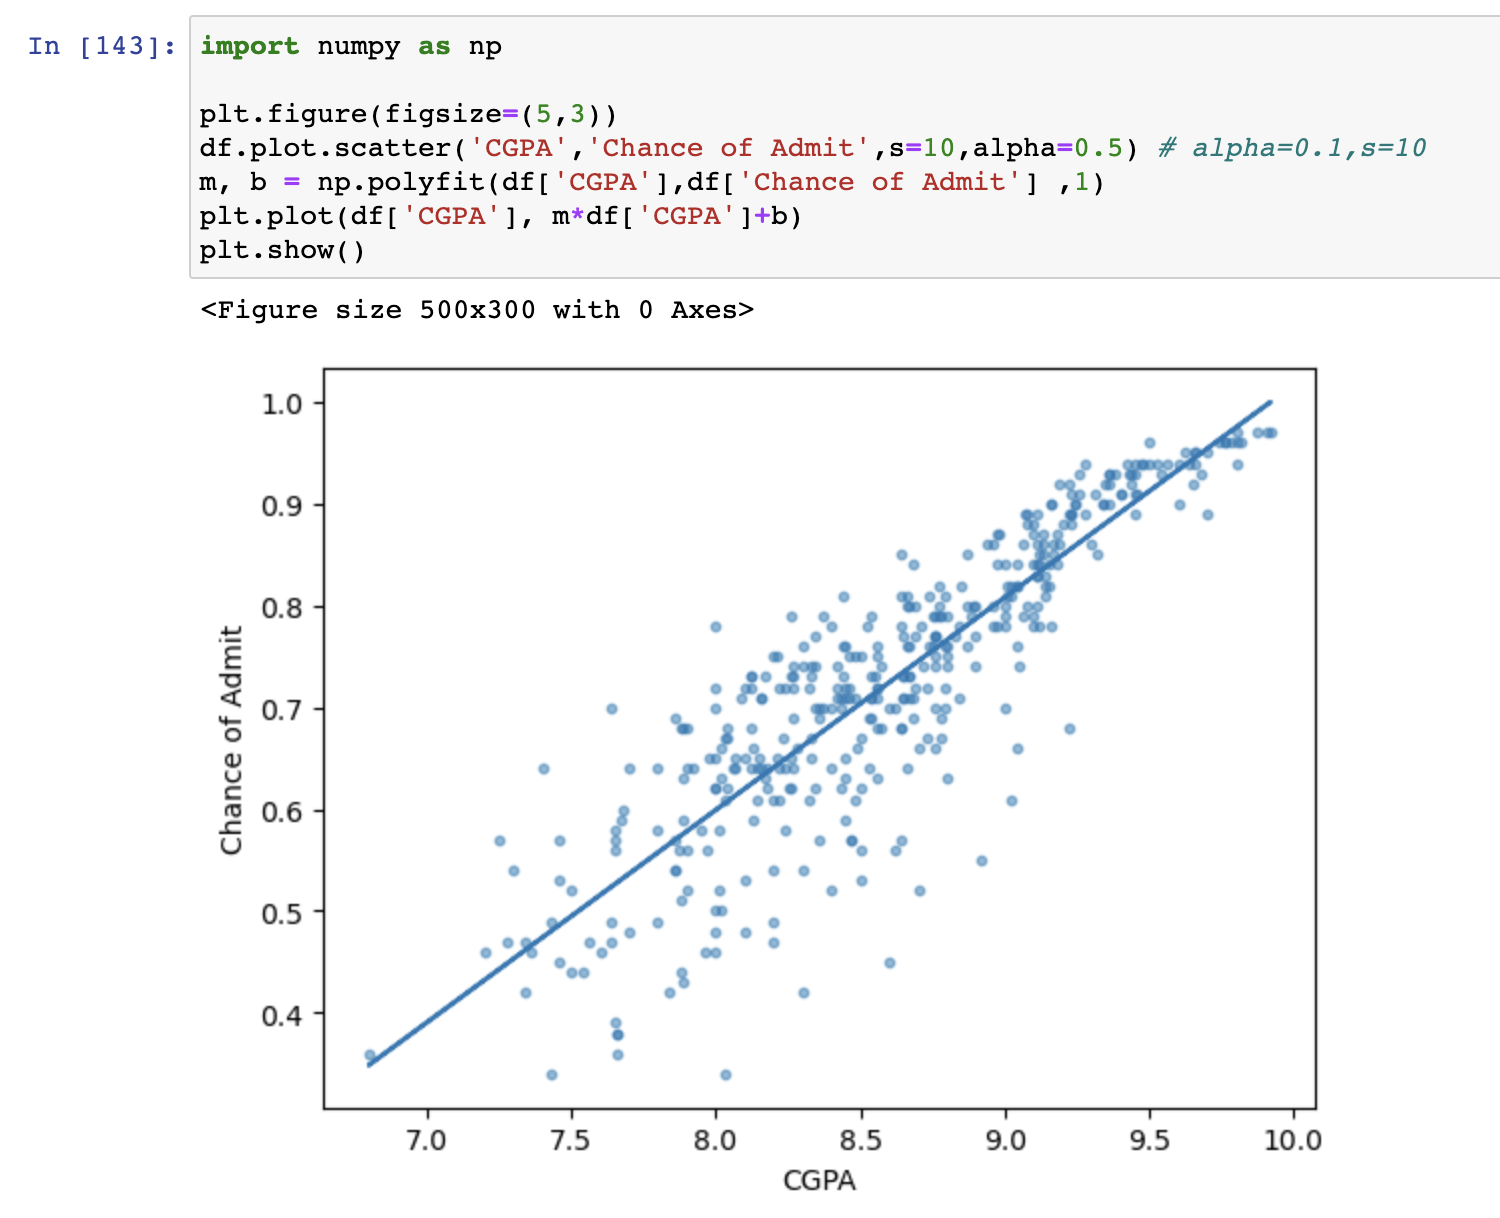 In [143]:
import numpy as np
plt.figure(figsize=(5,3))
df.plot.scatter('CGPA','Chance of Admit',s=10,alpha=0.5) # alpha=0.1,s=10
m, b = np.polyfit(df['CGPA'],df['Chance of Admit'] ,1)
plt.plot(df['CGPA'], m*df['CGPA']+b)
plt.show()
<Figure size 500x300 with 0 Axes>
1.0
0.9
0.8
0.7
0.6
0.5
0.4
Chance of Admit
7.0 7.5 8.0 8.5 9.0 9.5 10.0
CGPA